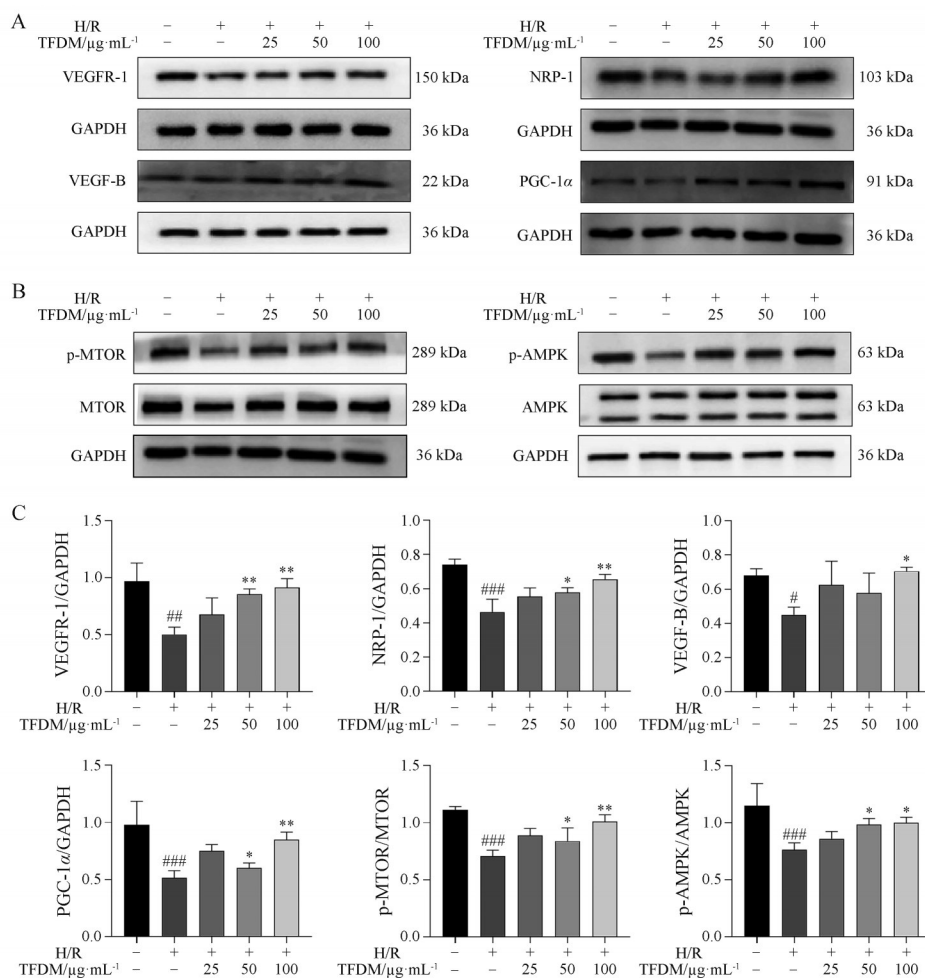 A
H/R − + + + + H/R − + + + +
TFDM/μg·mL⁻¹ − − 25 50 100 TFDM/μg·mL⁻¹ − − 25 50 100
VEGFR-1 150 kDa NRP-1 103 kDa
GAPDH 36 kDa GAPDH 36 kDa
VEGF-B 22 kDa PGC-1α 91 kDa
GAPDH 36 kDa GAPDH 36 kDa
B
H/R − + + + + H/R − + + + +
TFDM/μg·mL⁻¹ − − 25 50 100 TFDM/μg·mL⁻¹ − − 25 50 100
p-MTOR 289 kDa p-AMPK 63 kDa
MTOR 289 kDa AMPK 63 kDa
GAPDH 36 kDa GAPDH 36 kDa
C
VEGFR-1/GAPDH
1.5
1.0
0.5
0.0
## ** **
H/R − + + + +
TFDM/μg·mL⁻¹ − − 25 50 100
NRP-1/GAPDH
1.0
0.8
0.6
0.4
0.2
0.0
### * **
H/R − + + + +
TFDM/μg·mL⁻¹ − − 25 50 100
VEGF-B/GAPDH
1.0
0.8
0.6
0.4
0.2
0.0
# *
H/R − + + + +
TFDM/μg·mL⁻¹ − − 25 50 100
PGC-1α/GAPDH
1.5
1.0
0.5
0.0
### * **
H/R − + + + +
TFDM/μg·mL⁻¹ − − 25 50 100
p-MTOR/MTOR
1.5
1.0
0.5
0.0
### * **
H/R − + + + +
TFDM/μg·mL⁻¹ − − 25 50 100
p-AMPK/AMPK
1.5
1.0
0.5
0.0
### * *
H/R − + + + +
TFDM/μg·mL⁻¹ − − 25 50 100